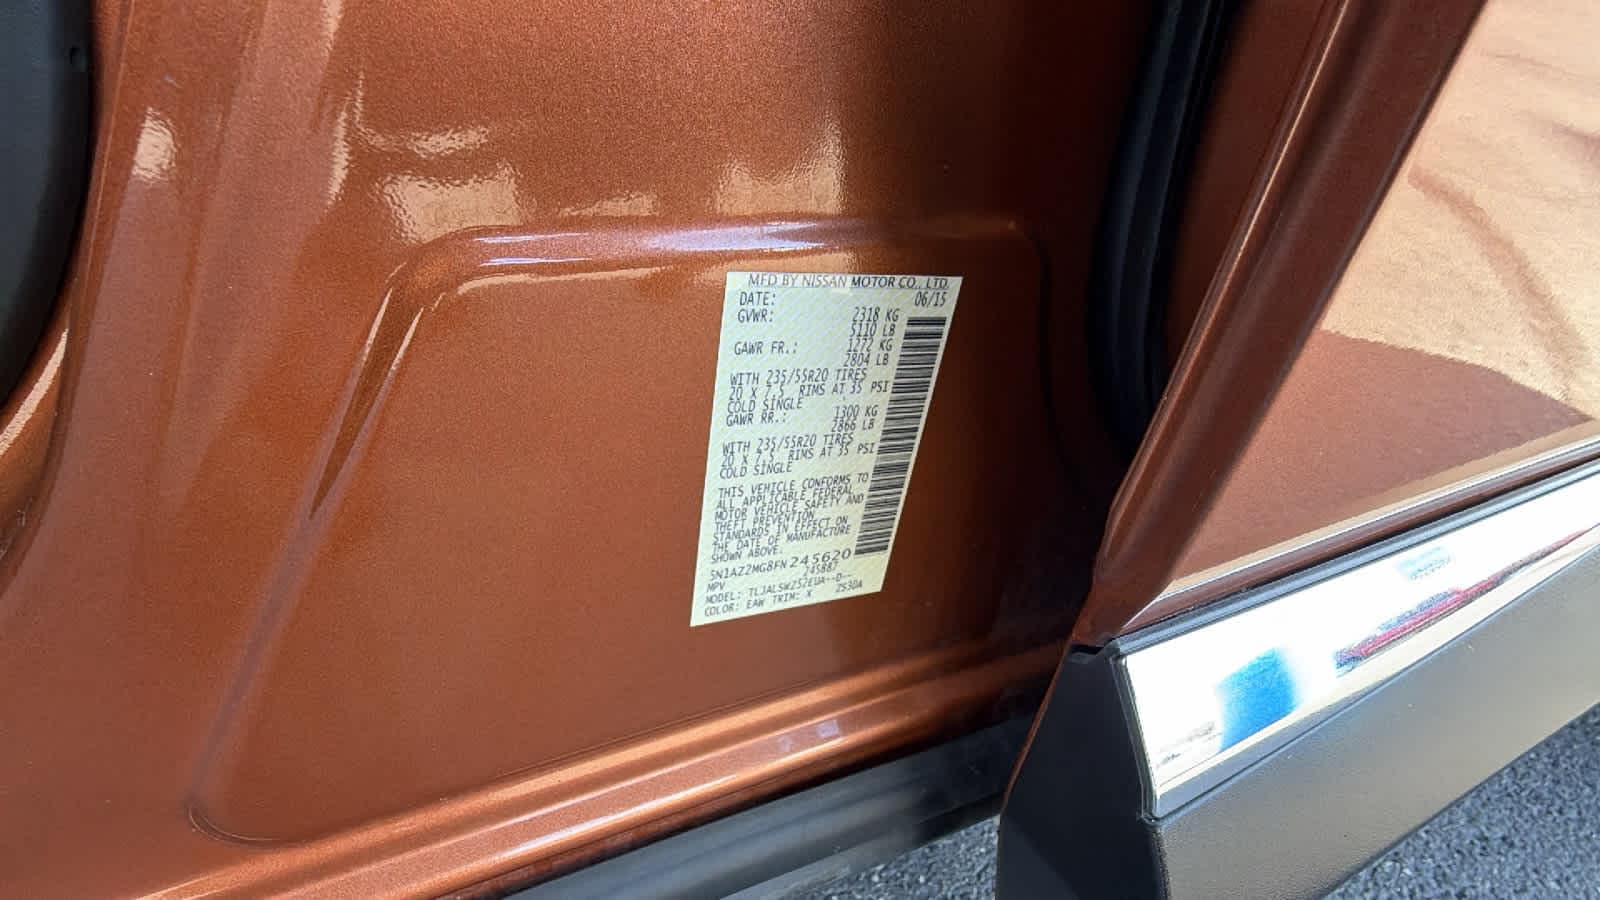 MFD BY NISSAN MOTOR CO., LTD.
DATE: 06/15
GVWR: 2318 KG
5110 LB
GAWR FR.: 1272 KG
2804 LB
WITH 235/55R20 TIRES
20 X 7.5 RIMS AT 35 PSI
COLD SINGLE
GAWR RR.: 1300 KG
2866 LB
WITH 235/55R20 TIRES
20 X 7.5 RIMS AT 35 PSI
COLD SINGLE
THIS VEHICLE CONFORMS TO
ALL APPLICABLE FEDERAL
MOTOR VEHICLE SAFETY AND
THEFT PREVENTION
STANDARDS IN EFFECT ON
THE DATE OF MANUFACTURE
SHOWN ABOVE.
5N1AZ2MG8FN245620
MPV 245887
MODEL: TLJALSWZ52EUA--D--
COLOR: EAW TRIM: X ZS3DA